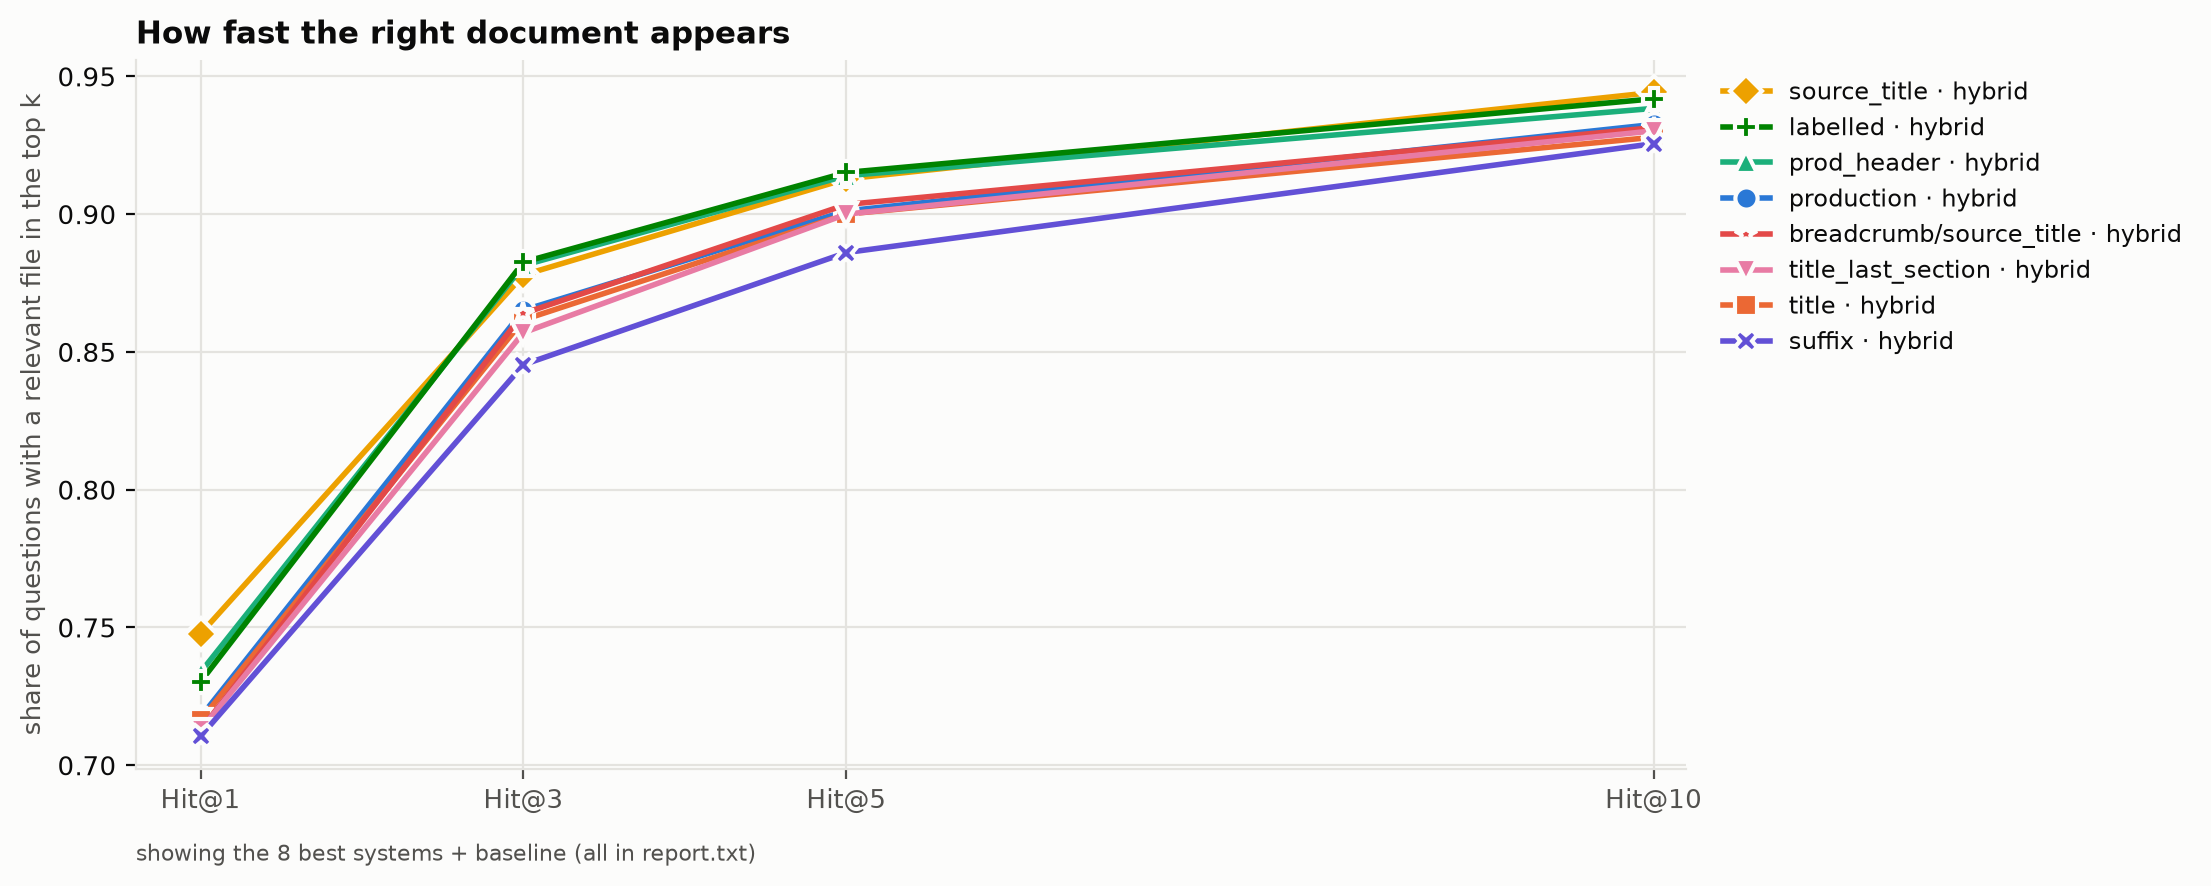 How fast the right document appears
share of questions with a relevant file in the top k
0.95
0.90
0.85
0.80
0.75
0.70
Hit@1
Hit@3
Hit@5
Hit@10
source_title · hybrid
labelled · hybrid
prod_header · hybrid
production · hybrid
breadcrumb/source_title · hybrid
title_last_section · hybrid
title · hybrid
suffix · hybrid
showing the 8 best systems + baseline (all in report.txt)